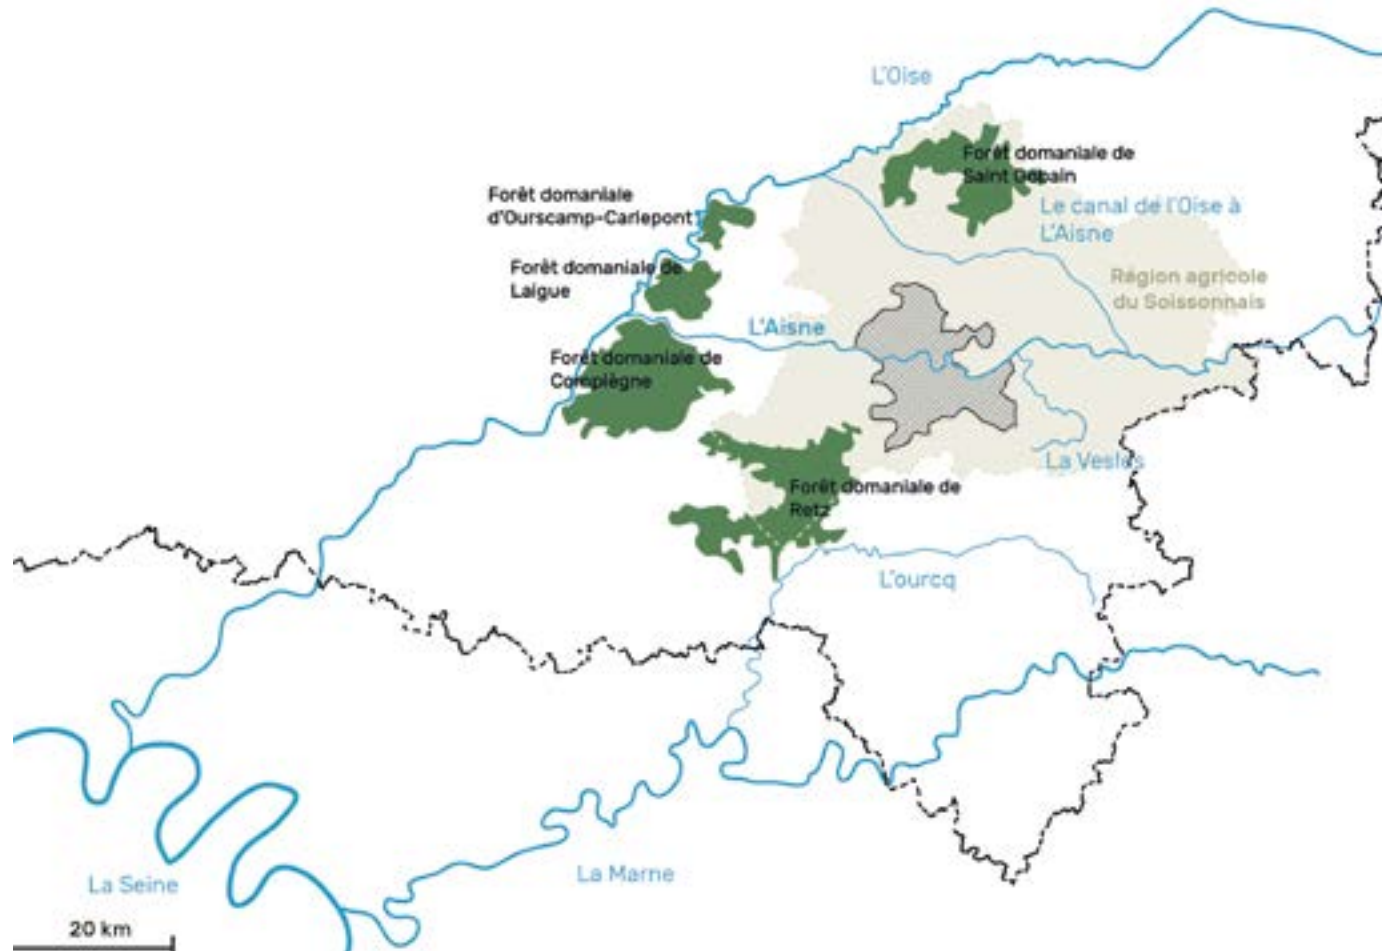 L'Oise
Forêt domaniale de
Saint Gobain
Forêt domaniale
d'Ourscamp-Carlepont
Le canal de l'Oise à
L'Aisne
Forêt domaniale de
Laigue
Région agricole
du Soissonnais
L'Aisne
Forêt domaniale de
Compiègne
La Vesles
Forêt domaniale de
Retz
L'ourcq
La Marne
La Seine
20 km